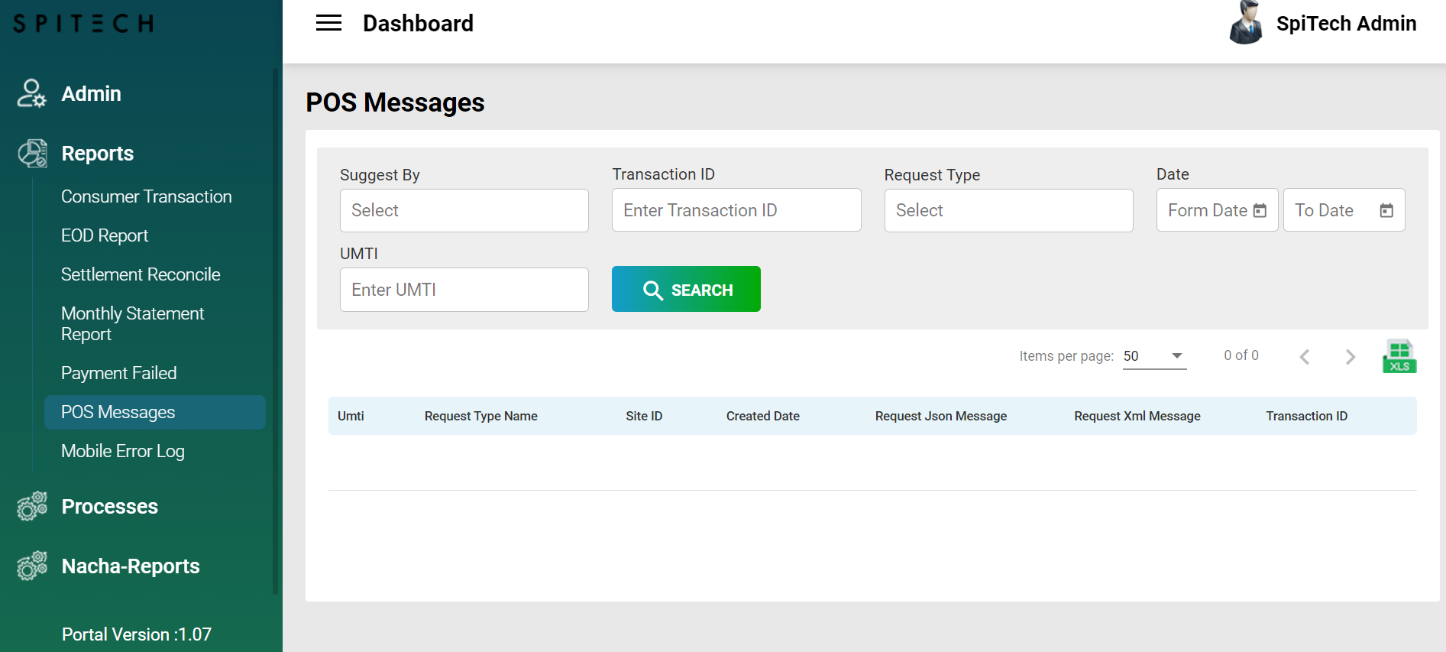 SPITECH
Dashboard
SpiTech Admin
Admin
Reports
Consumer Transaction
EOD Report
Settlement Reconcile
Monthly Statement
Report
Payment Failed
POS Messages
Mobile Error Log
Processes
Nacha-Reports
Portal Version :1.07
POS Messages
Suggest By
Transaction ID
Request Type
Date
Select
Enter Transaction ID
Select
Form Date
To Date
UMTI
Enter UMTI
SEARCH
Items per page: 50
0 of 0
XLS
Umti Request Type Name Site ID Created Date Request Json Message Request Xml Message Transaction ID